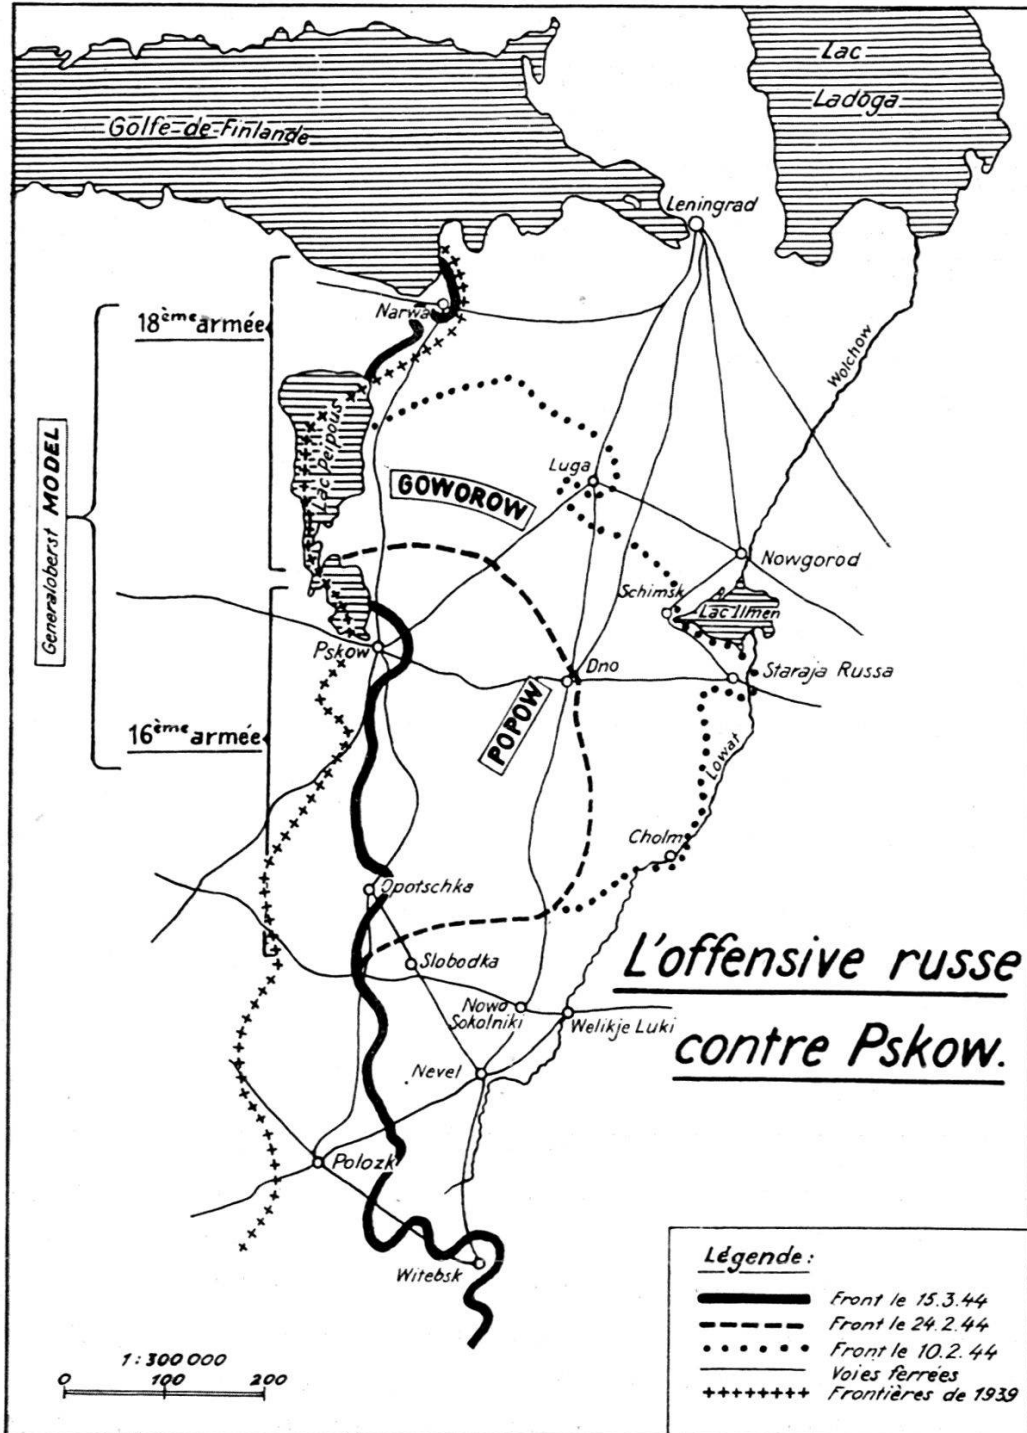 Lac
Ladoga
Golfe-de-Finlande
Leningrad
Narwa
18ème armée
Wolchow
Lac Peipous
Generaloberst MODEL
GOWOROW
Luga
Nowgorod
Schimsk
Lac Ilmen
Pskow
Dno
Staraja Russa
POPOW
16ème armée
Lowat
Cholm
Opotschka
Slobodka
Nowo
Sokolniki
Welikje Luki
Nevel
L'offensive russe
contre Pskow.
Polozk
Witebsk
Légende:
Front le 15.3.44
Front le 24.2.44
Front le 10.2.44
Voies ferrées
Frontières de 1939
1:300 000
0 100 200